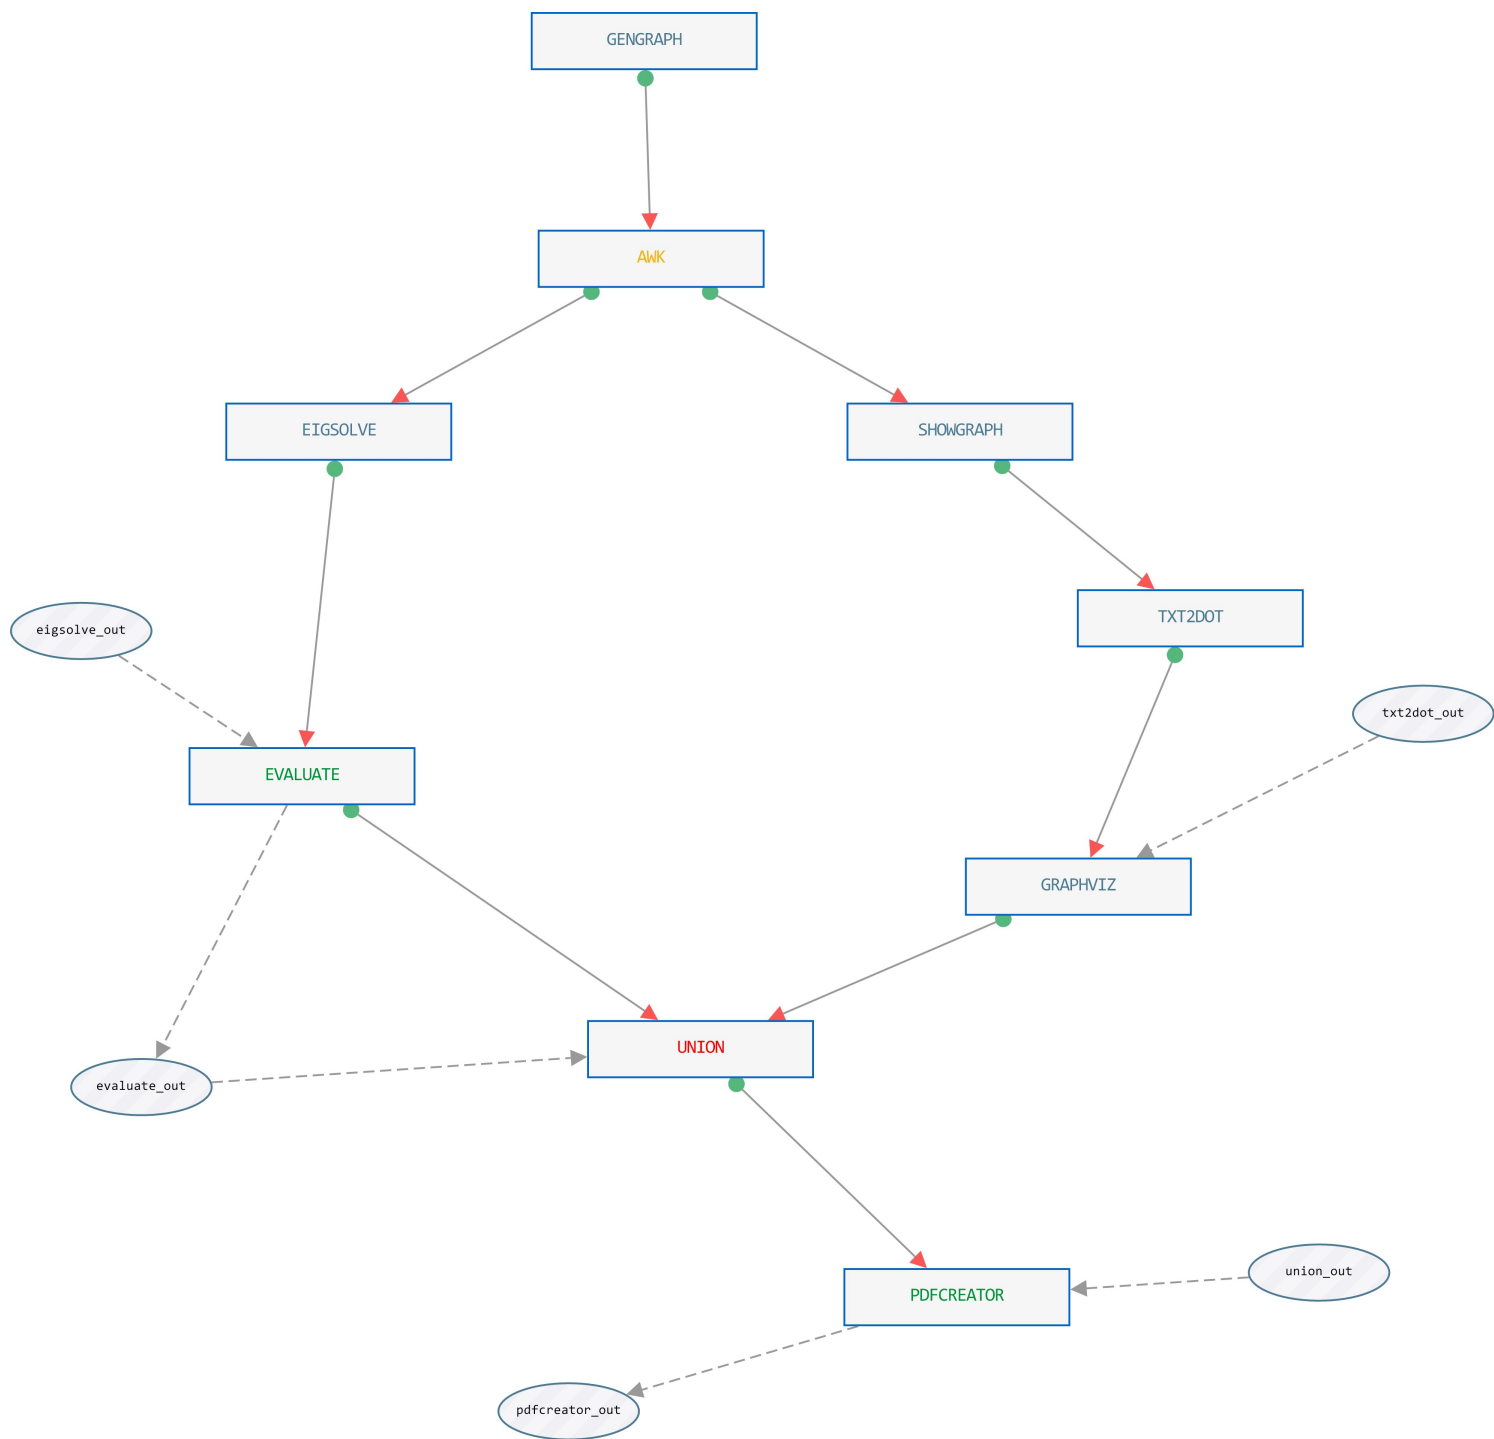 GENGRAPH
AWK
EIGSOLVE
SHOWGRAPH
TXT2DOT
eigsolve_out
txt2dot_out
EVALUATE
GRAPHVIZ
UNION
evaluate_out
union_out
PDFCREATOR
pdfcreator_out